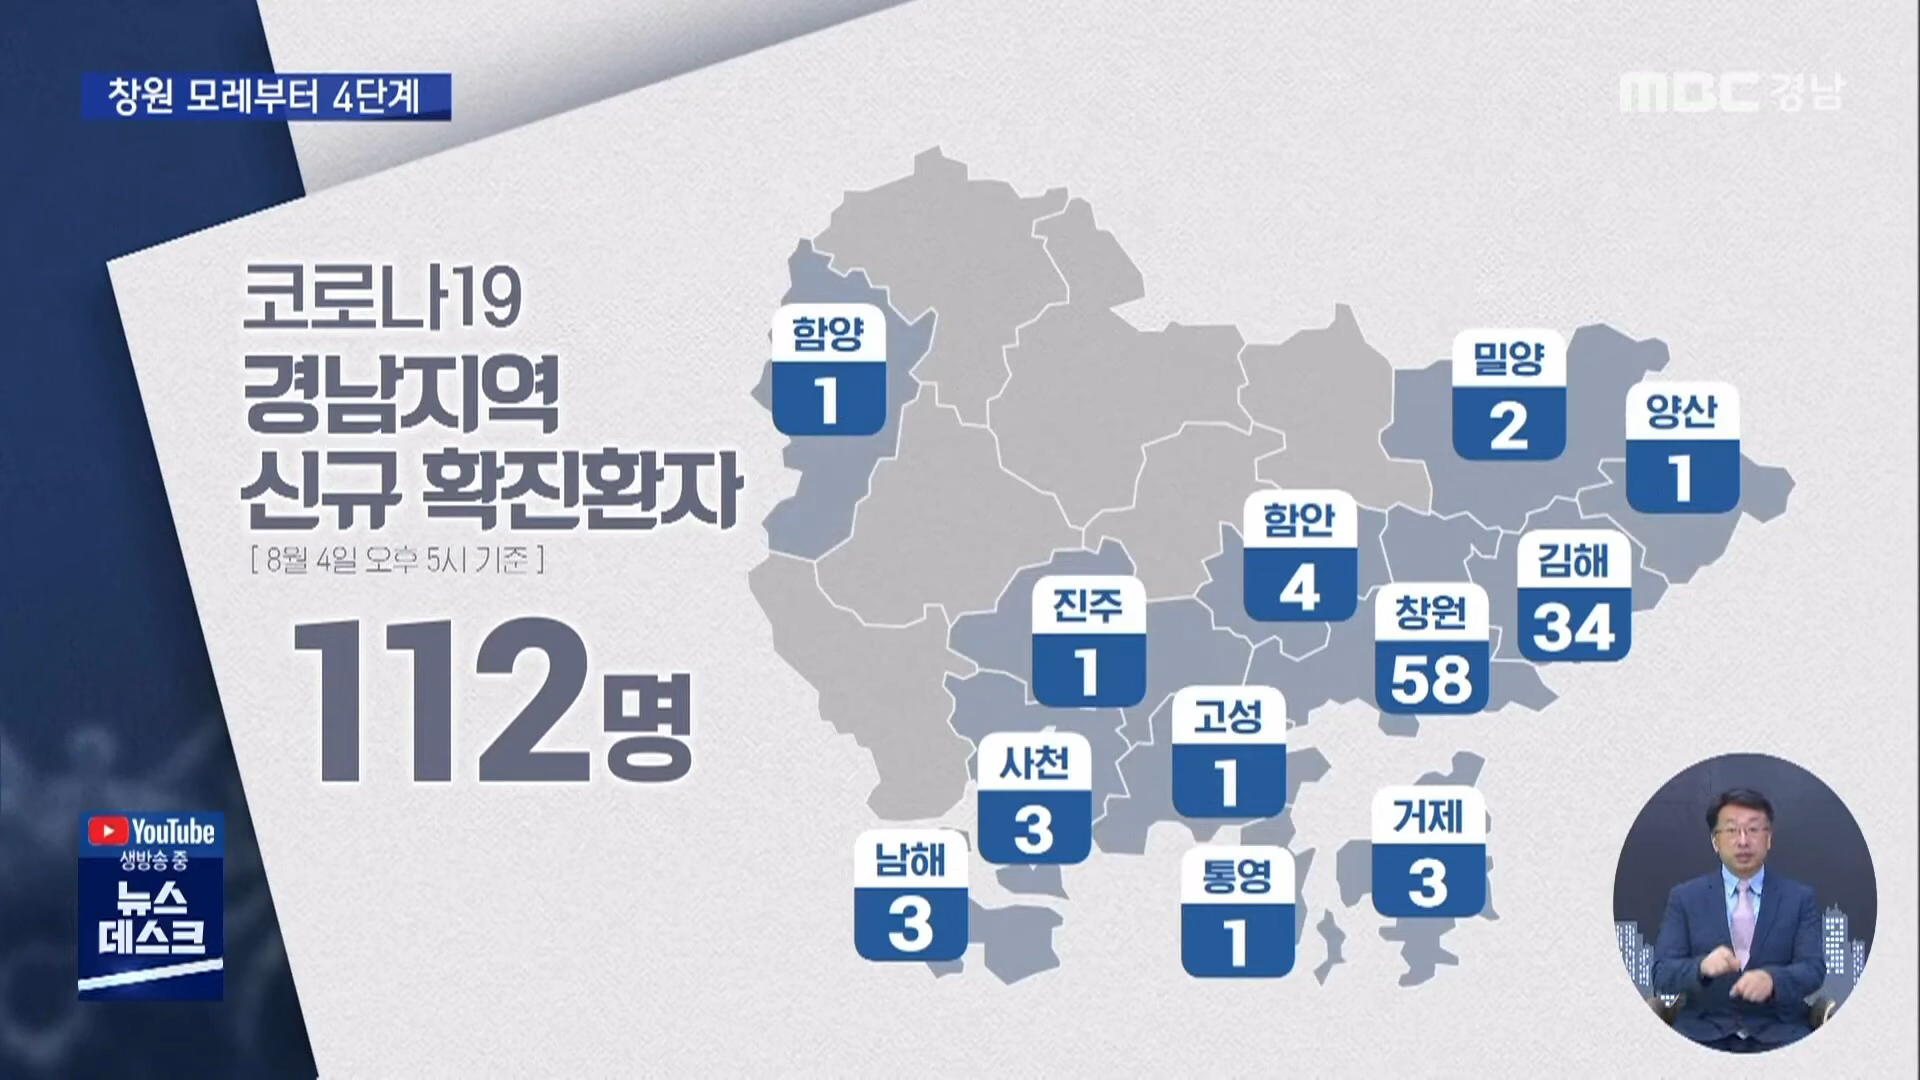 창원 모레부터 4단계
MBC경남
코로나19
경남지역
신규 확진환자
[ 8월 4일 오후 5시 기준 ]
112명
함양
1
밀양
2
양산
1
함안
4
김해
34
창원
58
진주
1
고성
1
사천
3
거제
3
남해
3
통영
1
YouTube
생방송 중
뉴스
데스크